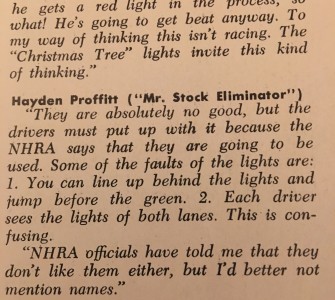 he gets a red light in the process, so
what! He's going to get beat anyway. To
my way of thinking this isn't racing. The
"Christmas Tree" lights invite this kind
of thinking."
Hayden Proffitt ("Mr. Stock Eliminator")
"They are absolutely no good, but the
drivers must put up with it because the
NHRA says that they are going to be
used. Some of the faults of the lights are:
1. You can line up behind the lights and
jump before the green. 2. Each driver
sees the lights of both lanes. This is con-
fusing.
"NHRA officials have told me that they
don't like them either, but I'd better not
mention names."